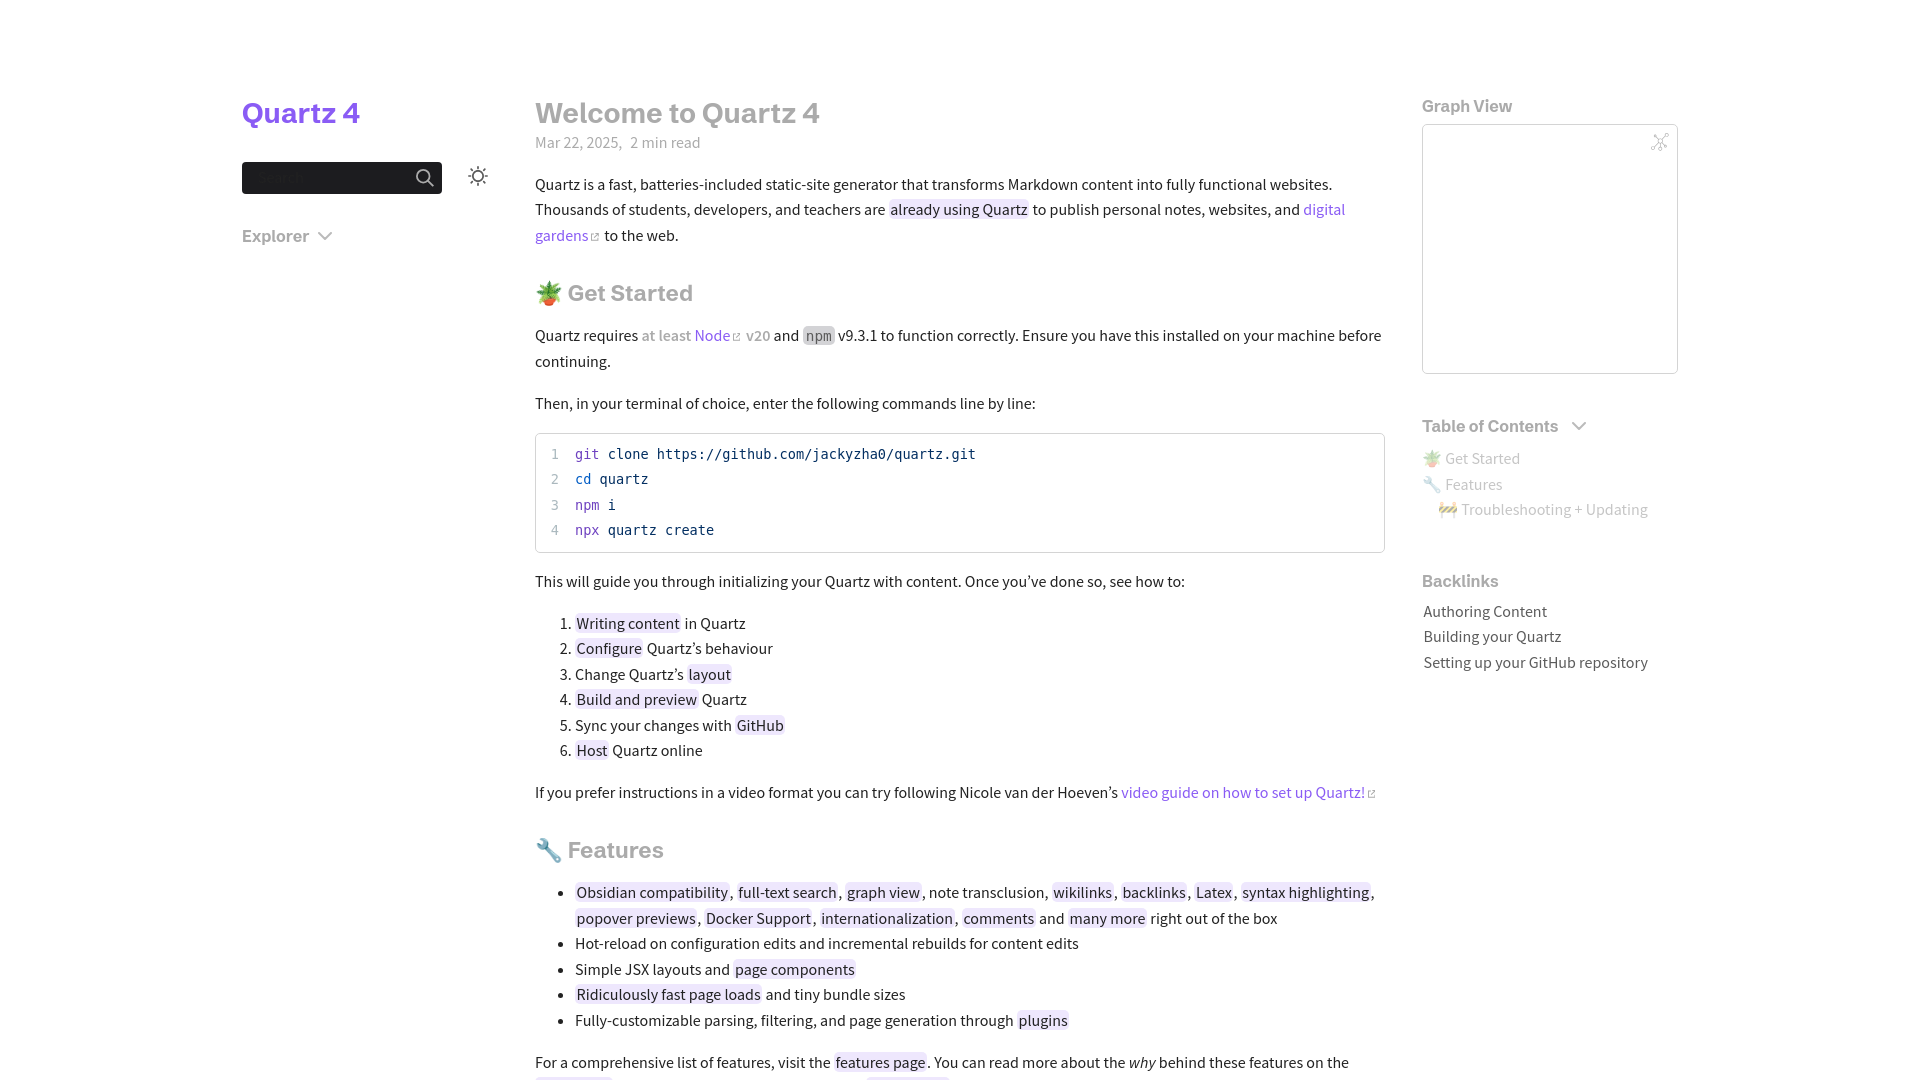 Quartz 4
Search
Explorer
Welcome to Quartz 4
Mar 22, 2025, 2 min read
Quartz is a fast, batteries-included static-site generator that transforms Markdown content into fully functional websites.
Thousands of students, developers, and teachers are already using Quartz to publish personal notes, websites, and digital
gardens to the web.
🪴 Get Started
Quartz requires at least Node v20 and npm v9.3.1 to function correctly. Ensure you have this installed on your machine before
continuing.
Then, in your terminal of choice, enter the following commands line by line:
1 git clone https://github.com/jackyzha0/quartz.git
2 cd quartz
3 npm i
4 npx quartz create
This will guide you through initializing your Quartz with content. Once you’ve done so, see how to:
1. Writing content in Quartz
2. Configure Quartz’s behaviour
3. Change Quartz’s layout
4. Build and preview Quartz
5. Sync your changes with GitHub
6. Host Quartz online
If you prefer instructions in a video format you can try following Nicole van der Hoeven’s video guide on how to set up Quartz!
🔧 Features
• Obsidian compatibility, full-text search, graph view, note transclusion, wikilinks, backlinks, Latex, syntax highlighting,
popover previews, Docker Support, internationalization, comments and many more right out of the box
• Hot-reload on configuration edits and incremental rebuilds for content edits
• Simple JSX layouts and page components
• Ridiculously fast page loads and tiny bundle sizes
• Fully-customizable parsing, filtering, and page generation through plugins
For a comprehensive list of features, visit the features page. You can read more about the why behind these features on the
Graph View
Table of Contents
🪴 Get Started
🔧 Features
🚧 Troubleshooting + Updating
Backlinks
Authoring Content
Building your Quartz
Setting up your GitHub repository